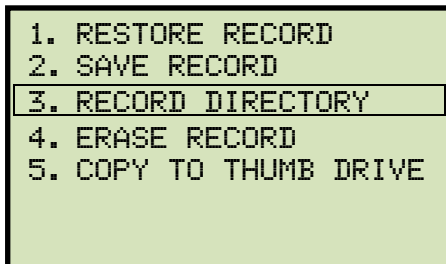 1. RESTORE RECORD
2. SAVE RECORD
3. RECORD DIRECTORY
4. ERASE RECORD
5. COPY TO THUMB DRIVE